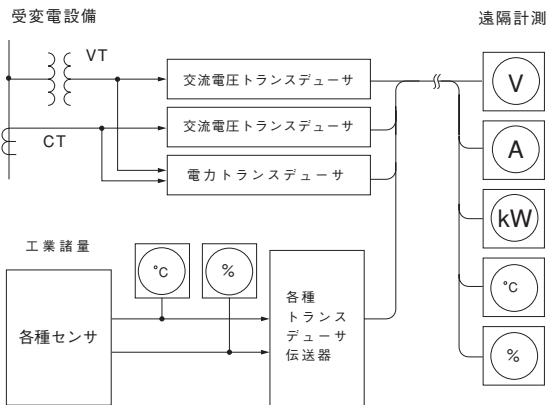 受変電設備
遠隔計測
VT
交流電圧トランスデューサ
V
CT
交流電圧トランスデューサ
A
電力トランスデューサ
kW
工業諸量
°C
%
各種センサ
各種
トランス
デューサ
伝送器
°C
%